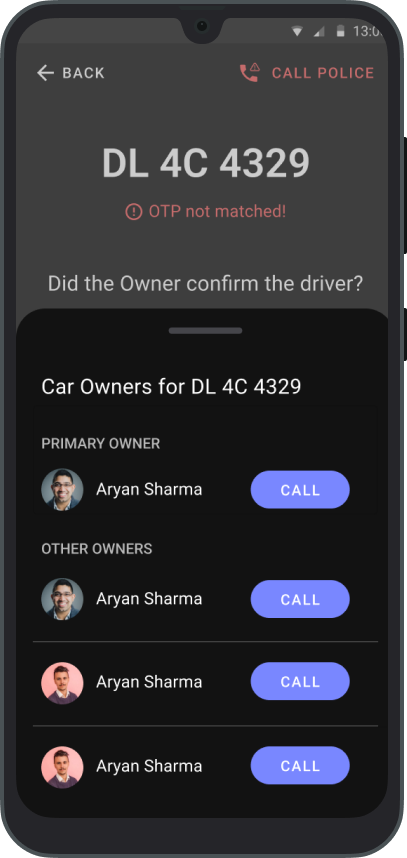 13:0
BACK
CALL POLICE
DL 4C 4329
OTP not matched!
Did the Owner confirm the driver?
Car Owners for DL 4C 4329
PRIMARY OWNER
Aryan Sharma CALL
OTHER OWNERS
Aryan Sharma CALL
Aryan Sharma CALL
Aryan Sharma CALL